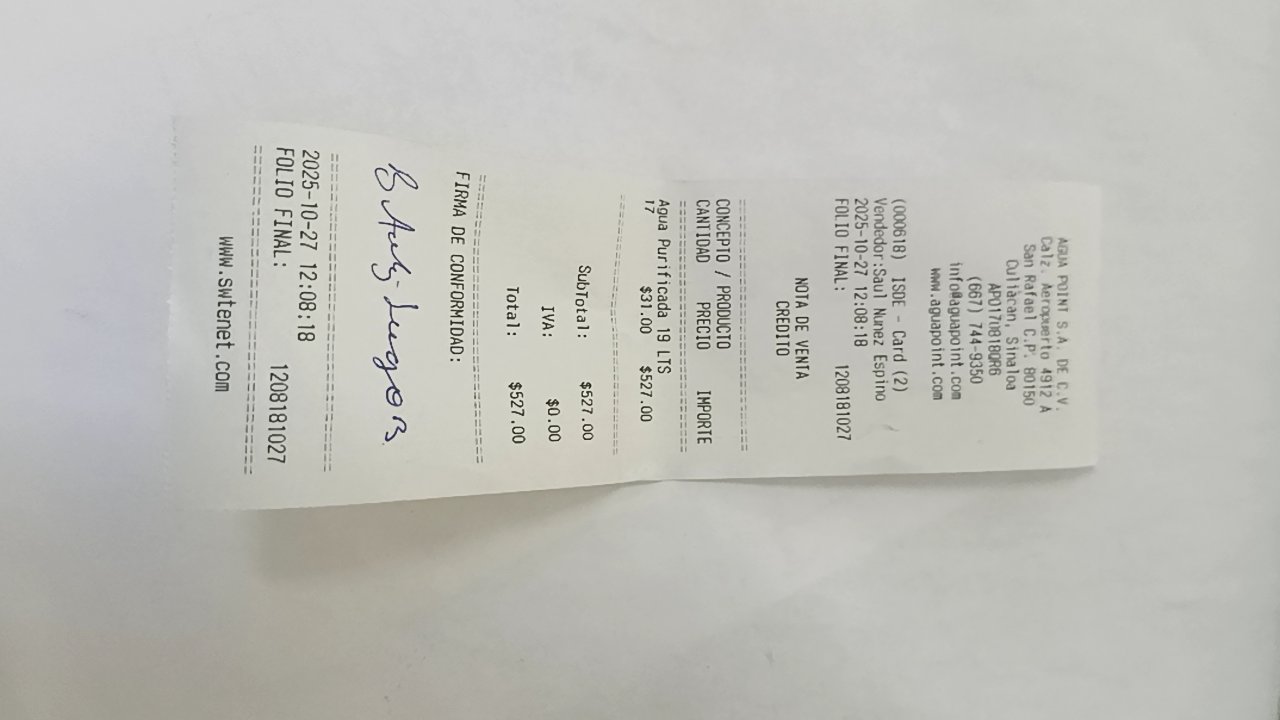 AGUA POINT S.A. DE C.V.
Calz. Aeropuerto 4912 A
San Rafael C.P. 80150
Culiacan, Sinaloa
APO170818QR6
(667) 744-9350
info@aguapoint.com
www.aguapoint.com
(000618) ISDE - Card (2)
Vendedor:Saul Nunez Espino
2025-10-27 12:08:18
FOLIO FINAL: 1208181027
NOTA DE VENTA
CREDITO
CONCEPTO / PRODUCTO
CANTIDAD PRECIO IMPORTE
Agua Purificada 19 LTS
17 $31.00 $527.00
SubTotal: $527.00
IVA: $0.00
Total: $527.00
FIRMA DE CONFORMIDAD:
2025-10-27 12:08:18
FOLIO FINAL: 1208181027
www.swtenet.com